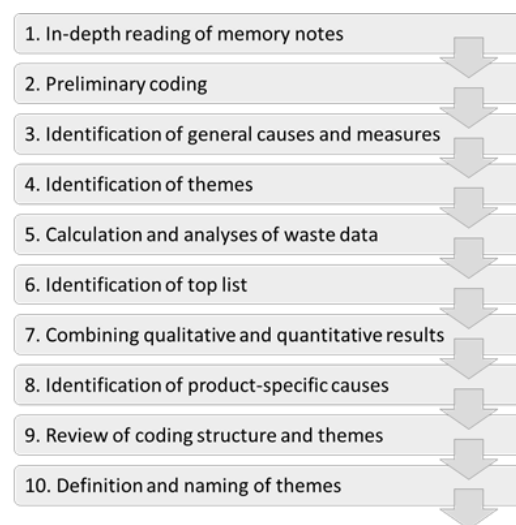 1. In-depth reading of memory notes
2. Preliminary coding
3. Identification of general causes and measures
4. Identification of themes
5. Calculation and analyses of waste data
6. Identification of top list
7. Combining qualitative and quantitative results
8. Identification of product-specific causes
9. Review of coding structure and themes
10. Definition and naming of themes